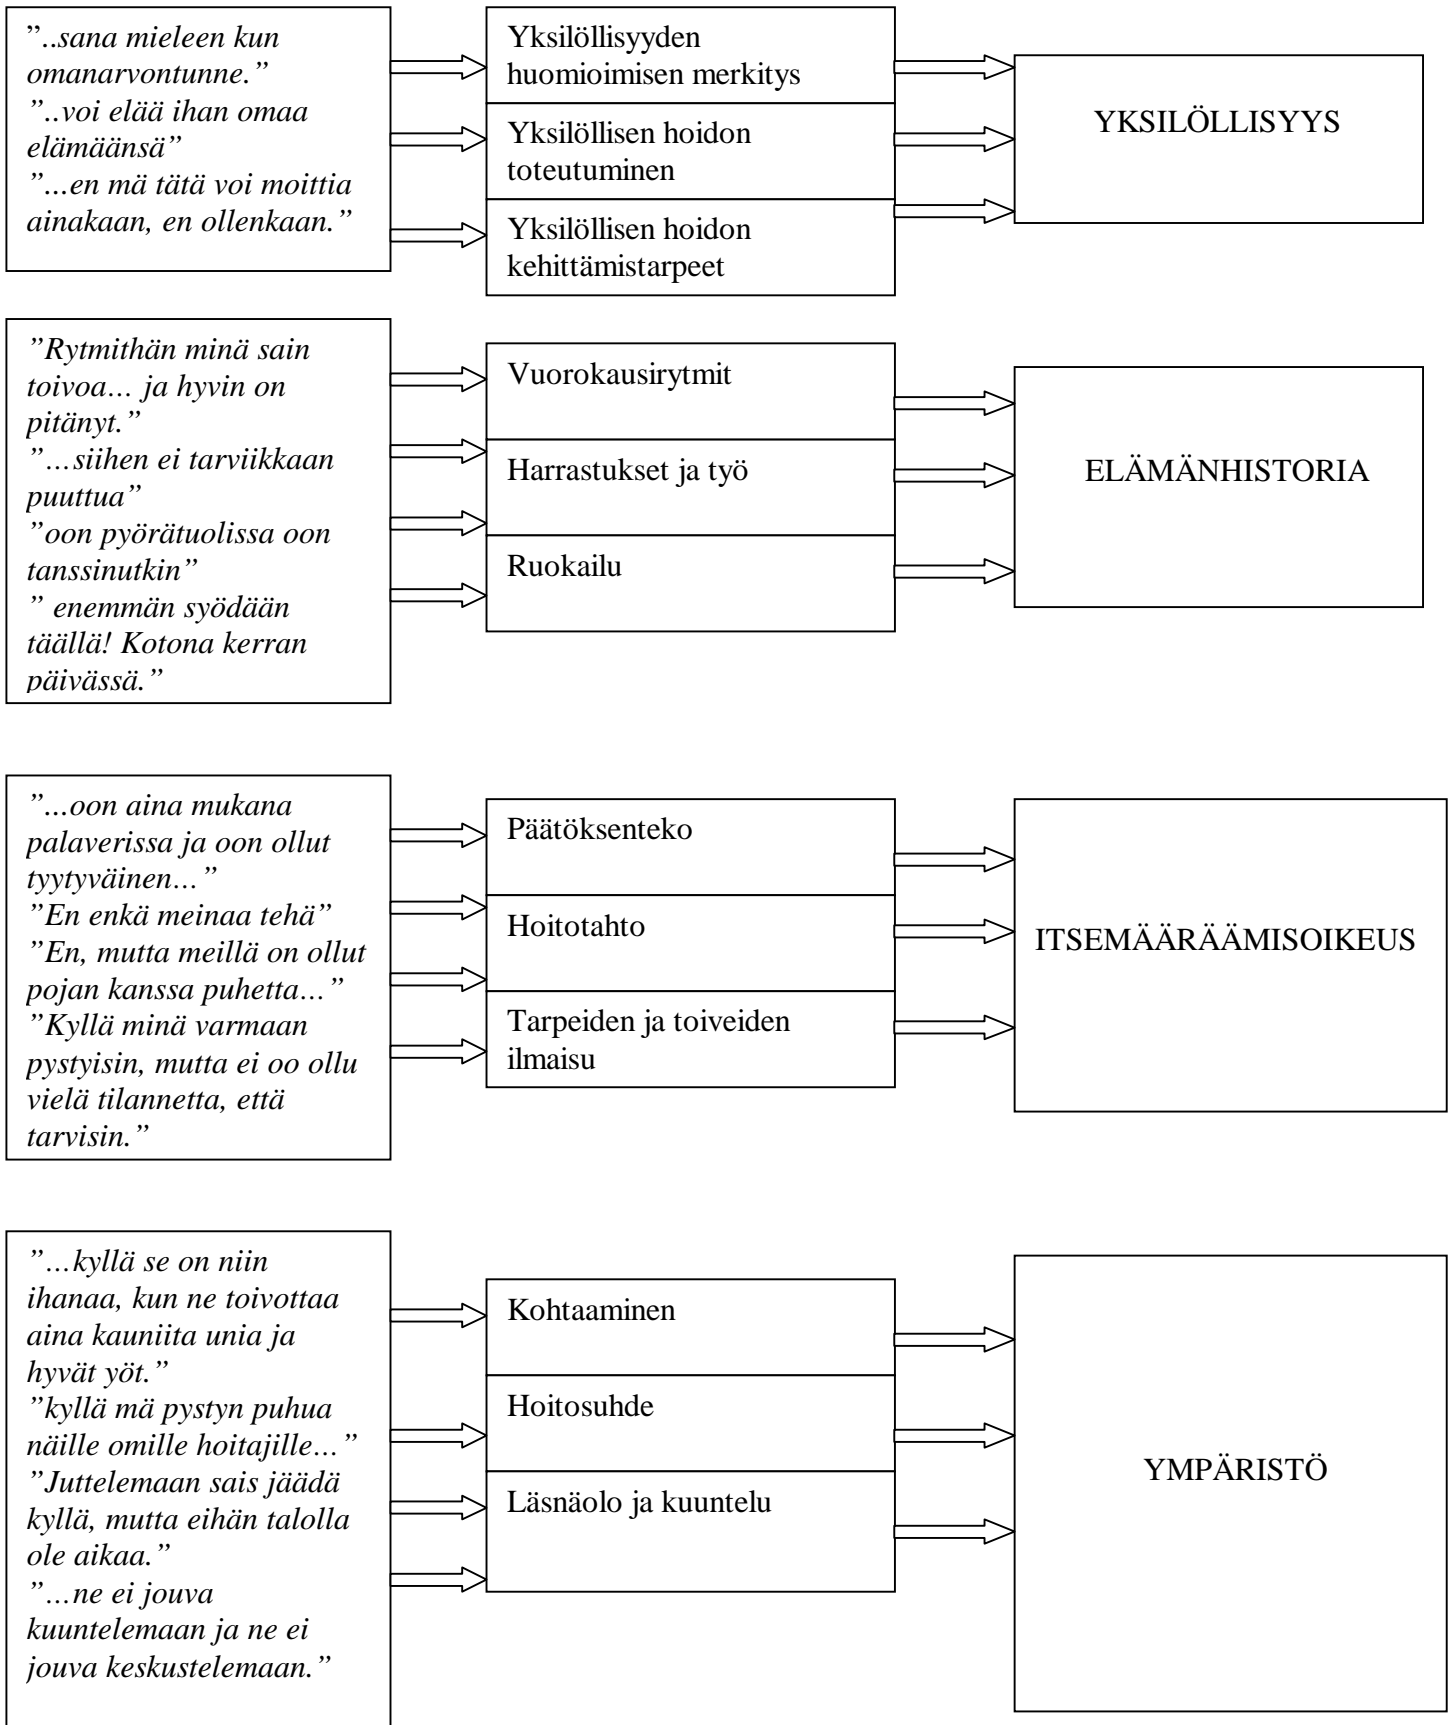 ”..sana mieleen kun
omanarvontunne.”
”..voi elää ihan omaa
elämäänsä”
”...en mä tätä voi moittia
ainakaan, en ollenkaan.”
Yksilöllisyyden
huomioimisen merkitys
Yksilöllisen hoidon
toteutuminen
Yksilöllisen hoidon
kehittämistarpeet
YKSILÖLLISYYS
”Rytmithän minä sain
toivoa… ja hyvin on
pitänyt.”
”…siihen ei tarviikkaan
puuttua”
”oon pyörätuolissa oon
tanssinutkin”
” enemmän syödään
täällä! Kotona kerran
päivässä.”
Vuorokausirytmit
Harrastukset ja työ
Ruokailu
ELÄMÄNHISTORIA
”...oon aina mukana
palaverissa ja oon ollut
tyytyväinen…”
”En enkä meinaa tehä”
”En, mutta meillä on ollut
pojan kanssa puhetta…”
”Kyllä minä varmaan
pystyisin, mutta ei oo ollu
vielä tilannetta, että
tarvisin.”
Päätöksenteko
Hoitotahto
Tarpeiden ja toiveiden
ilmaisu
ITSEMÄÄRÄÄMISOIKEUS
”…kyllä se on niin
ihanaa, kun ne toivottaa
aina kauniita unia ja
hyvät yöt.”
”kyllä mä pystyn puhua
näille omille hoitajille…”
”Juttelemaan sais jäädä
kyllä, mutta eihän talolla
ole aikaa.”
”…ne ei jouva
kuuntelemaan ja ne ei
jouva keskustelemaan.”
Kohtaaminen
Hoitosuhde
Läsnäolo ja kuuntelu
YMPÄRISTÖ